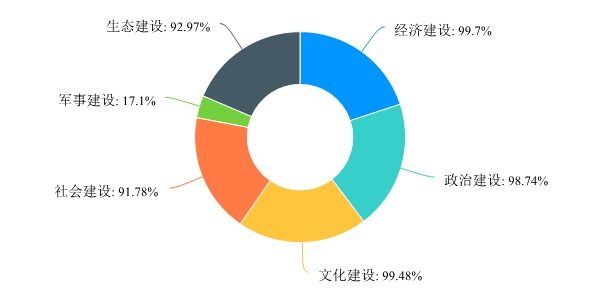 生态建设: 92.97%
经济建设: 99.7%
军事建设: 17.1%
政治建设: 98.74%
社会建设: 91.78%
文化建设: 99.48%